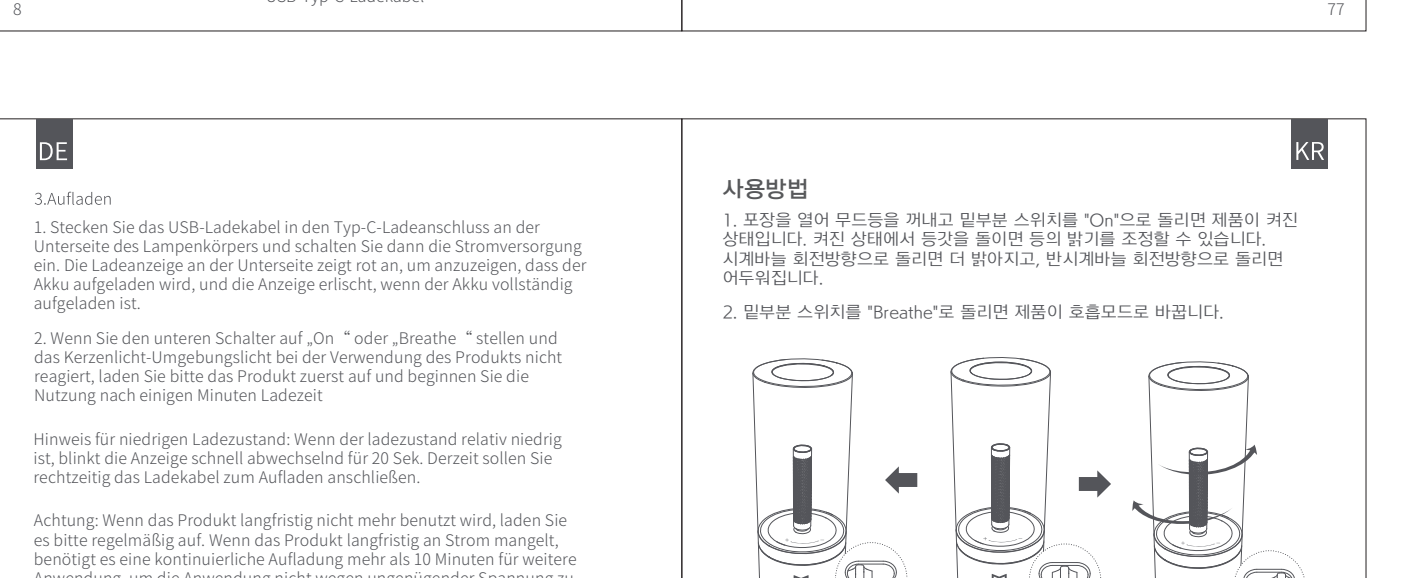 USB-Typ-C-Ladekabel
8
77
DE
3.Aufladen
1. Stecken Sie das USB-Ladekabel in den Typ-C-Ladeanschluss an der
Unterseite des Lampenkörpers und schalten Sie dann die Stromversorgung
ein. Die Ladeanzeige an der Unterseite zeigt rot an, um anzuzeigen, dass der
Akku aufgeladen wird, und die Anzeige erlischt, wenn der Akku vollständig
aufgeladen ist.
2. Wenn Sie den unteren Schalter auf „On “ oder „Breathe “ stellen und
das Kerzenlicht-Umgebungslicht bei der Verwendung des Produkts nicht
reagiert, laden Sie bitte das Produkt zuerst auf und beginnen Sie die
Nutzung nach einigen Minuten Ladezeit
Hinweis für niedrigen Ladezustand: Wenn der ladezustand relativ niedrig
ist, blinkt die Anzeige schnell abwechselnd für 20 Sek. Derzeit sollen Sie
rechtzeitig das Ladekabel zum Aufladen anschließen.
Achtung: Wenn das Produkt langfristig nicht mehr benutzt wird, laden Sie
es bitte regelmäßig auf. Wenn das Produkt langfristig an Strom mangelt,
benötigt es eine kontinuierliche Aufladung mehr als 10 Minuten für weitere
Anwendung, um die Anwendung nicht wegen ungenügender Spannung zu
KR
사용방법
1. 포장을 열어 무드등을 꺼내고 밑부분 스위치를 "On"으로 돌리면 제품이 켜진
상태입니다. 켜진 상태에서 등갓을 돌이면 등의 밝기를 조정할 수 있습니다.
시계바늘 회전방향으로 돌리면 더 밝아지고, 반시계바늘 회전방향으로 돌리면
어두워집니다.
2. 밑부분 스위치를 "Breathe"로 돌리면 제품이 호흡모드로 바꿉니다.